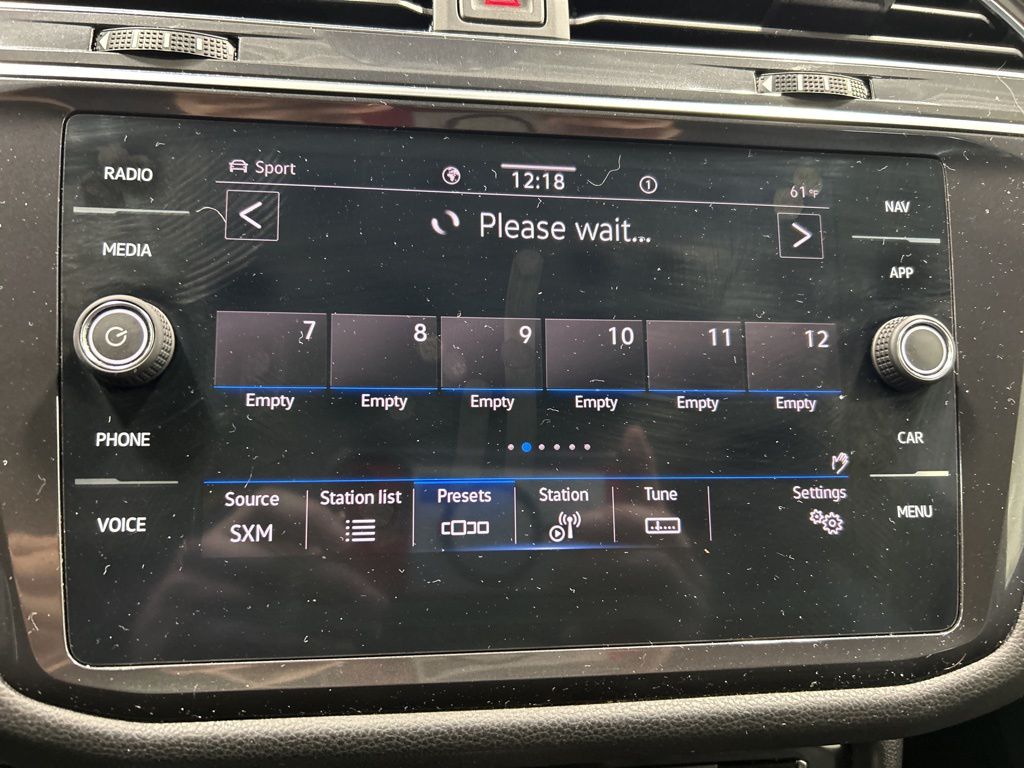 RADIO
MEDIA
PHONE
VOICE
Sport
12:18
1
61°F
<
Please wait...
>
7 8 9 10 11 12
Empty Empty Empty Empty Empty Empty
Source Station list Presets Station Tune Settings
SXM
NAV
APP
CAR
MENU